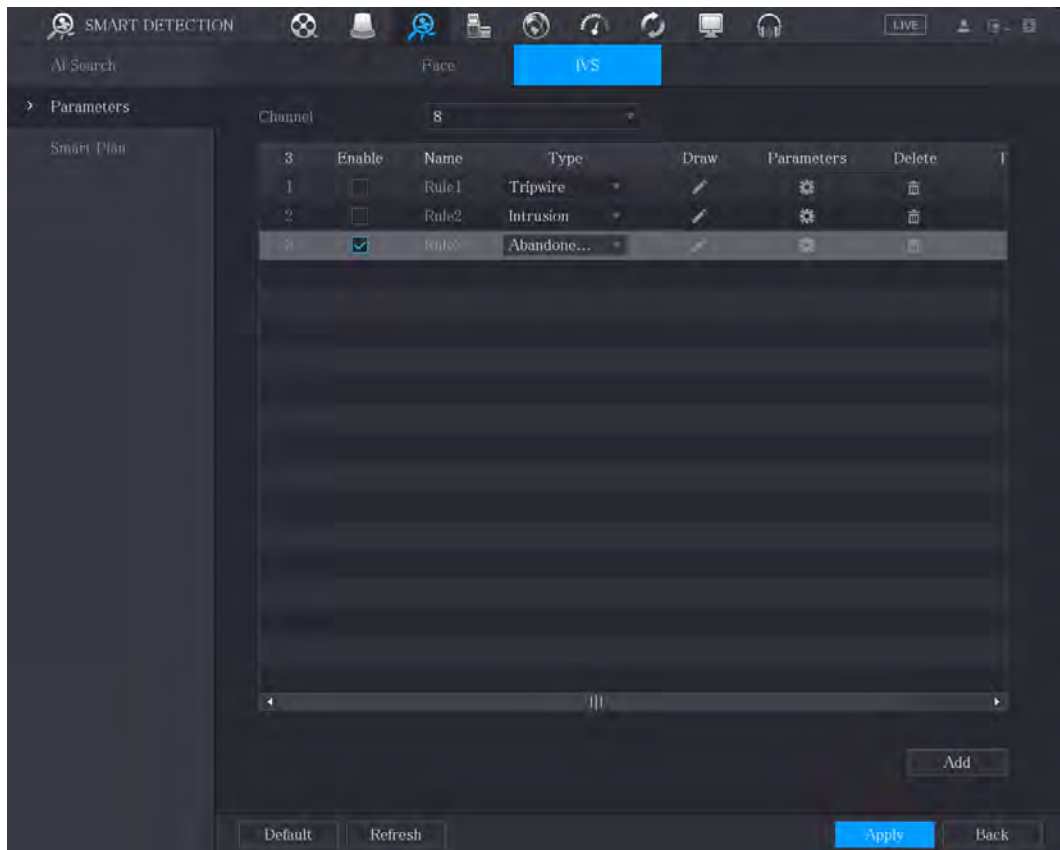 SMART DETECTION LIVE
AI Search Face IVS
Parameters
Channel 8
Smart Plan
3 Enable Name Type Draw Parameters Delete
1 Rule1 Tripwire
2 Rule2 Intrusion
3 Rule3 Abandone...
Add
Default Refresh Apply Back